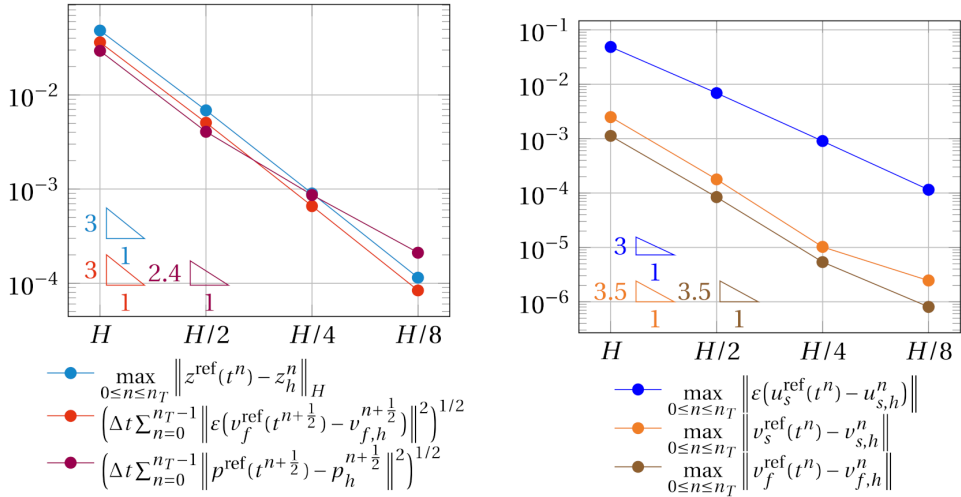 10^{-2}
10^{-3}
10^{-4}
3
1
3
1
2.4
1
H H/2 H/4 H/8
max_{0≤n≤n_T} ‖z^{ref}(t^n) − z_h^n‖_H
(Δt ∑_{n=0}^{n_T−1} ‖ε(v_f^{ref}(t^{n+1/2}) − v_{f,h}^{n+1/2})‖²)^{1/2}
(Δt ∑_{n=0}^{n_T−1} ‖p^{ref}(t^{n+1/2}) − p_h^{n+1/2}‖²)^{1/2}
10^{-1}
10^{-2}
10^{-3}
10^{-4}
10^{-5}
10^{-6}
3
1
3.5
1
3.5
1
H H/2 H/4 H/8
max_{0≤n≤n_T} ‖ε(u_s^{ref}(t^n) − u_{s,h}^n)‖
max_{0≤n≤n_T} ‖v_s^{ref}(t^n) − v_{s,h}^n‖
max_{0≤n≤n_T} ‖v_f^{ref}(t^n) − v_{f,h}^n‖